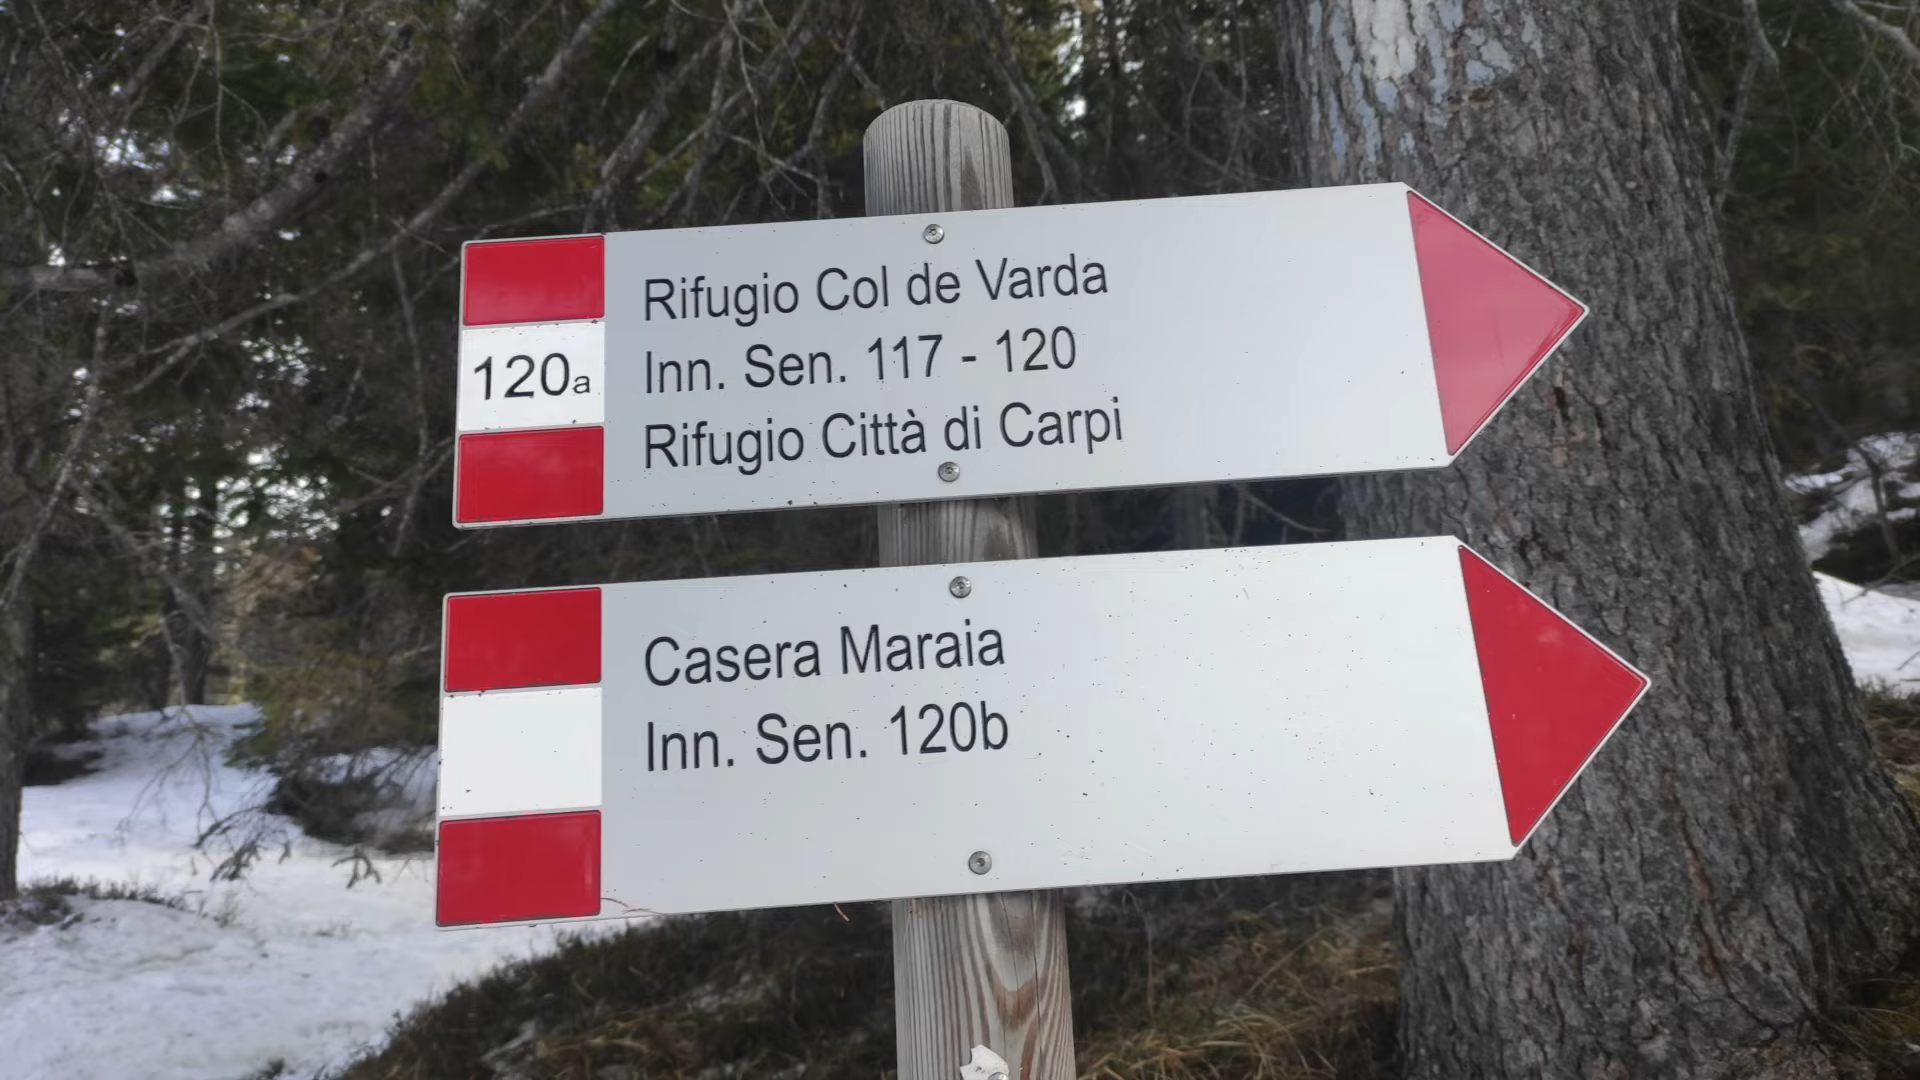 120a
Rifugio Col de Varda
Inn. Sen. 117 - 120
Rifugio Città di Carpi
Casera Maraia
Inn. Sen. 120b